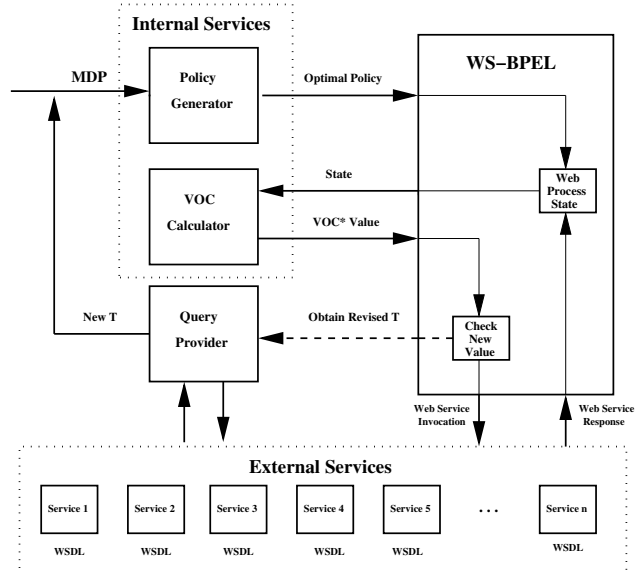 Internal Services
WS-BPEL
MDP
Policy
Generator
Optimal Policy
State
Web
Process
State
VOC
Calculator
VOC* Value
New T
Query
Provider
Obtain Revised T
Check
New
Value
Web Service
Invocation
Web Service
Response
External Services
Service 1
Service 2
Service 3
Service 4
Service 5
. . .
Service n
WSDL
WSDL
WSDL
WSDL
WSDL
WSDL